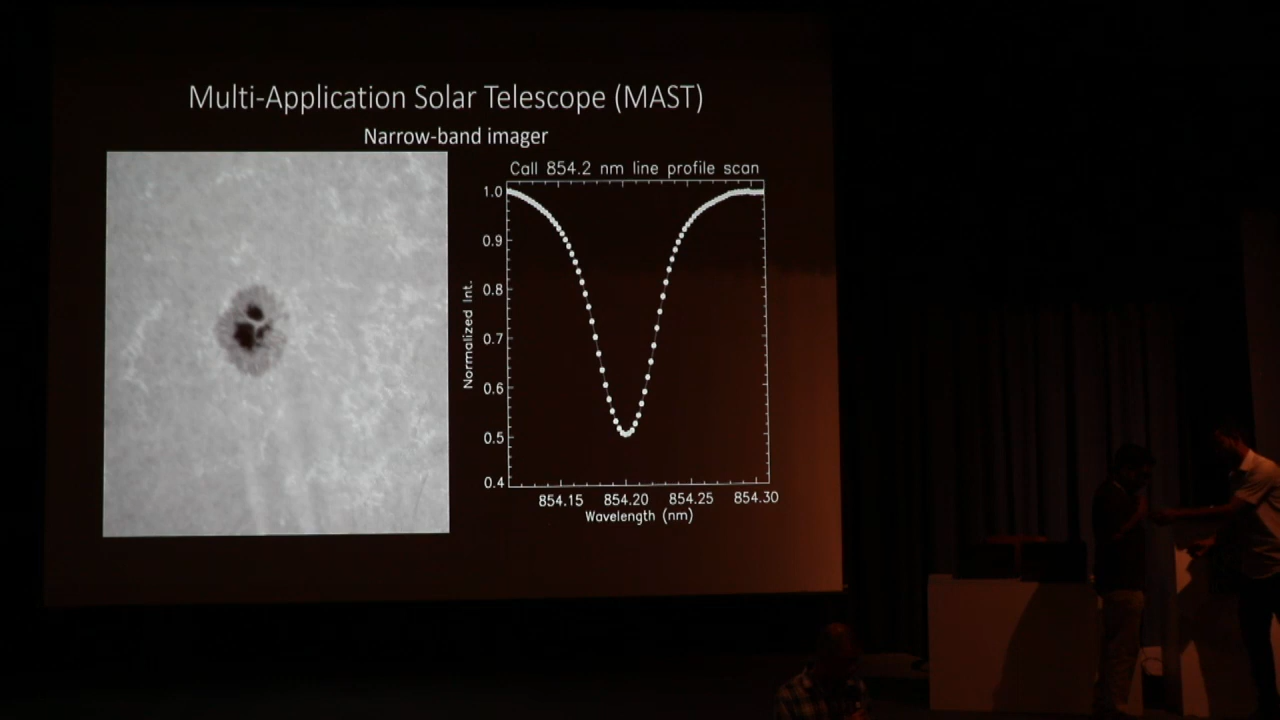 Multi-Application Solar Telescope (MAST)
Narrow-band imager
CaII 854.2 nm line profile scan
1.0
0.9
0.8
0.7
0.6
0.5
0.4
Normalized Int.
854.15 854.20 854.25 854.30
Wavelength (nm)